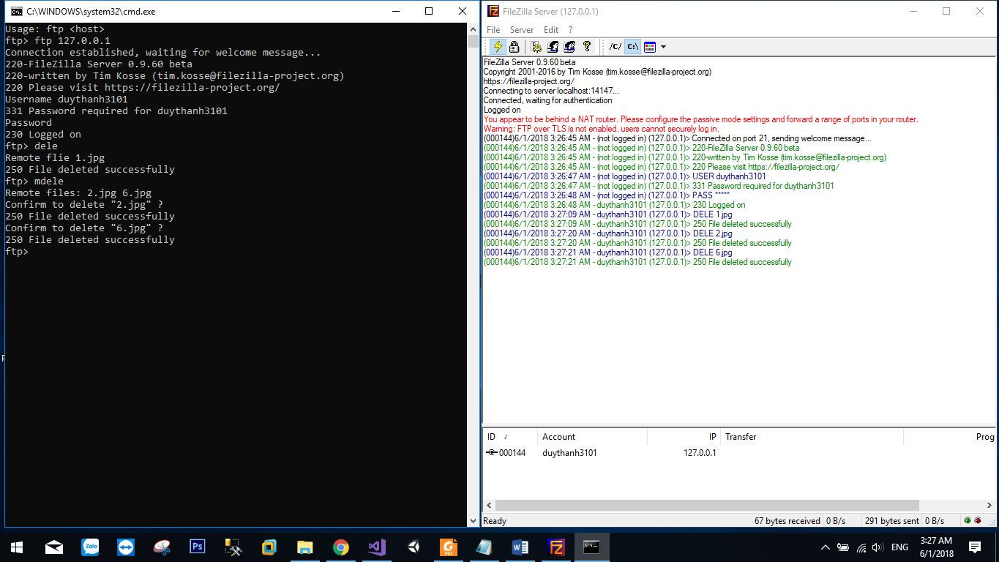 C:\WINDOWS\system32\cmd.exe
Usage: ftp <host>
ftp> ftp 127.0.0.1
Connection established, waiting for welcome message...
220-FileZilla Server 0.9.60 beta
220-written by Tim Kosse (tim.kosse@filezilla-project.org)
220 Please visit https://filezilla-project.org/
Username duythanh3101
331 Password required for duythanh3101
Password
230 Logged on
ftp> dele
Remote flie 1.jpg
250 File deleted successfully
ftp> mdele
Remote files: 2.jpg 6.jpg
Confirm to delete "2.jpg" ?
250 File deleted successfully
Confirm to delete "6.jpg" ?
250 File deleted successfully
ftp>
FileZilla Server (127.0.0.1)
File Server Edit ?
/C/ C:\
FileZilla Server 0.9.60 beta
Copyright 2001-2016 by Tim Kosse (tim.kosse@filezilla-project.org)
https://filezilla-project.org/
Connecting to server localhost:14147...
Connected, waiting for authentication
Logged on
You appear to be behind a NAT router. Please configure the passive mode settings and forward a range of ports in your router.
Warning: FTP over TLS is not enabled, users cannot securely log in.
(000144)6/1/2018 3:26:45 AM - (not logged in) (127.0.0.1)> Connected on port 21, sending welcome message...
(000144)6/1/2018 3:26:45 AM - (not logged in) (127.0.0.1)> 220-FileZilla Server 0.9.60 beta
(000144)6/1/2018 3:26:45 AM - (not logged in) (127.0.0.1)> 220-written by Tim Kosse (tim.kosse@filezilla-project.org)
(000144)6/1/2018 3:26:45 AM - (not logged in) (127.0.0.1)> 220 Please visit https://filezilla-project.org/
(000144)6/1/2018 3:26:47 AM - (not logged in) (127.0.0.1)> USER duythanh3101
(000144)6/1/2018 3:26:47 AM - (not logged in) (127.0.0.1)> 331 Password required for duythanh3101
(000144)6/1/2018 3:26:48 AM - (not logged in) (127.0.0.1)> PASS *****
(000144)6/1/2018 3:26:48 AM - duythanh3101 (127.0.0.1)> 230 Logged on
(000144)6/1/2018 3:27:09 AM - duythanh3101 (127.0.0.1)> DELE 1.jpg
(000144)6/1/2018 3:27:09 AM - duythanh3101 (127.0.0.1)> 250 File deleted successfully
(000144)6/1/2018 3:27:20 AM - duythanh3101 (127.0.0.1)> DELE 2.jpg
(000144)6/1/2018 3:27:20 AM - duythanh3101 (127.0.0.1)> 250 File deleted successfully
(000144)6/1/2018 3:27:21 AM - duythanh3101 (127.0.0.1)> DELE 6.jpg
(000144)6/1/2018 3:27:21 AM - duythanh3101 (127.0.0.1)> 250 File deleted successfully
ID / Account IP Transfer Prog
000144 duythanh3101 127.0.0.1
Ready 67 bytes received 0 B/s 291 bytes sent 0 B/s
Zalo
Ps
PDF
ENG
3:27 AM
6/1/2018